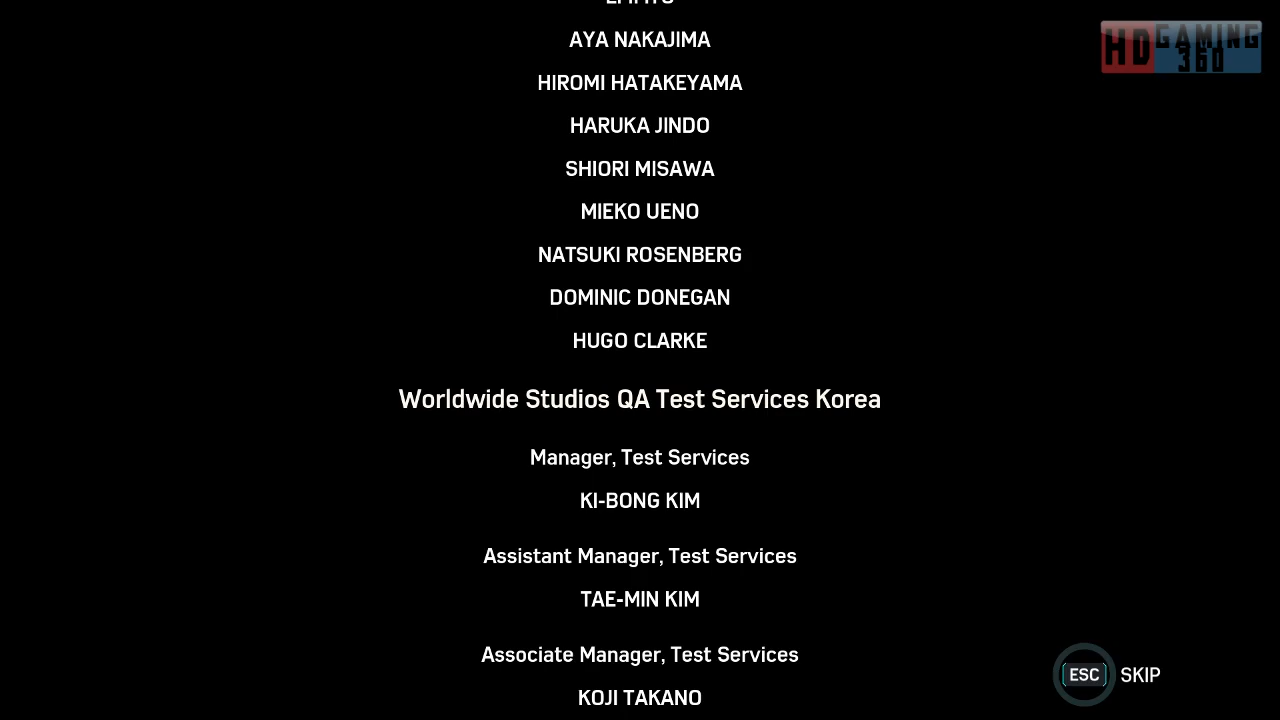 AYA NAKAJIMA
HIROMI HATAKEYAMA
HARUKA JINDO
SHIORI MISAWA
MIEKO UENO
NATSUKI ROSENBERG
DOMINIC DONEGAN
HUGO CLARKE
Worldwide Studios QA Test Services Korea
Manager, Test Services
KI-BONG KIM
Assistant Manager, Test Services
TAE-MIN KIM
Associate Manager, Test Services
KOJI TAKANO
HD GAMING
360
ESC SKIP